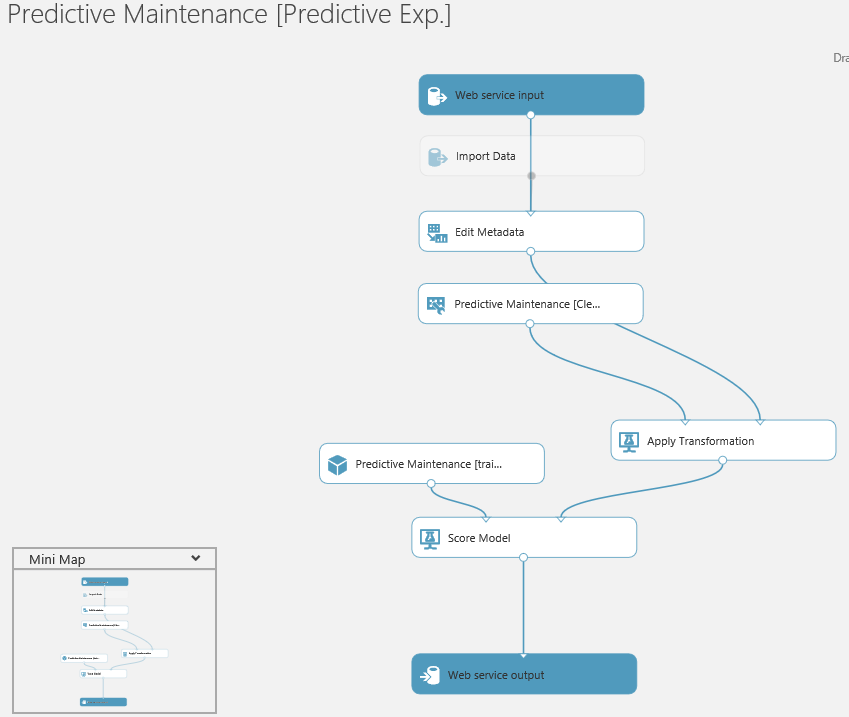 Predictive Maintenance [Predictive Exp.]
Dra
Web service input
Import Data
Edit Metadata
Predictive Maintenance [Cle...
Apply Transformation
Predictive Maintenance [trai...
Score Model
Mini Map
Web service output